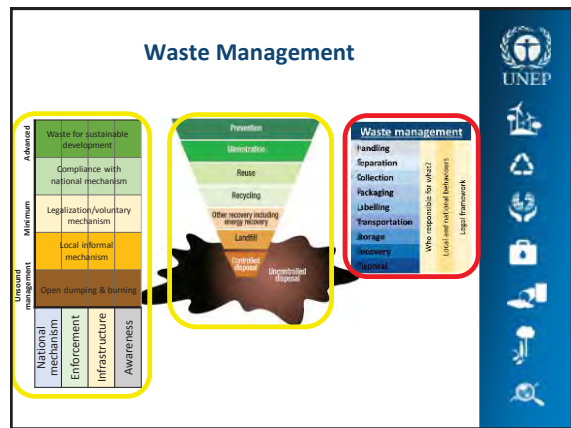 Waste Management
UNEP
Advanced
Minimum
Unsound
management
Waste for sustainable
development
Compliance with
national mechanism
Legalization/voluntary
mechanism
Local informal
mechanism
Open dumping & burning
National
mechanism
Enforcement
Infrastructure
Awareness
Prevention
Minimization
Reuse
Recycling
Other recovery including
energy recovery
Landfill
Controlled
disposal
Uncontrolled
disposal
Waste management
Handling
Separation
Collection
Packaging
Labelling
Transportation
Storage
Recovery
Disposal
Who responsible for what?
Local and national behaviours
Legal framework